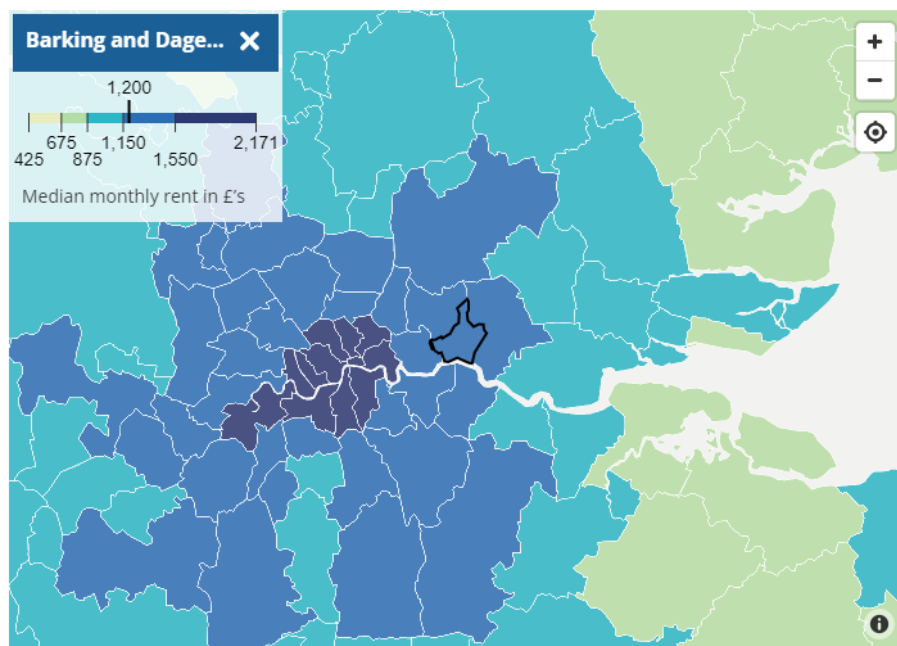 Barking and Dage... ×
1,200
425 675 875 1,150 1,550 2,171
Median monthly rent in £'s
+
−
i